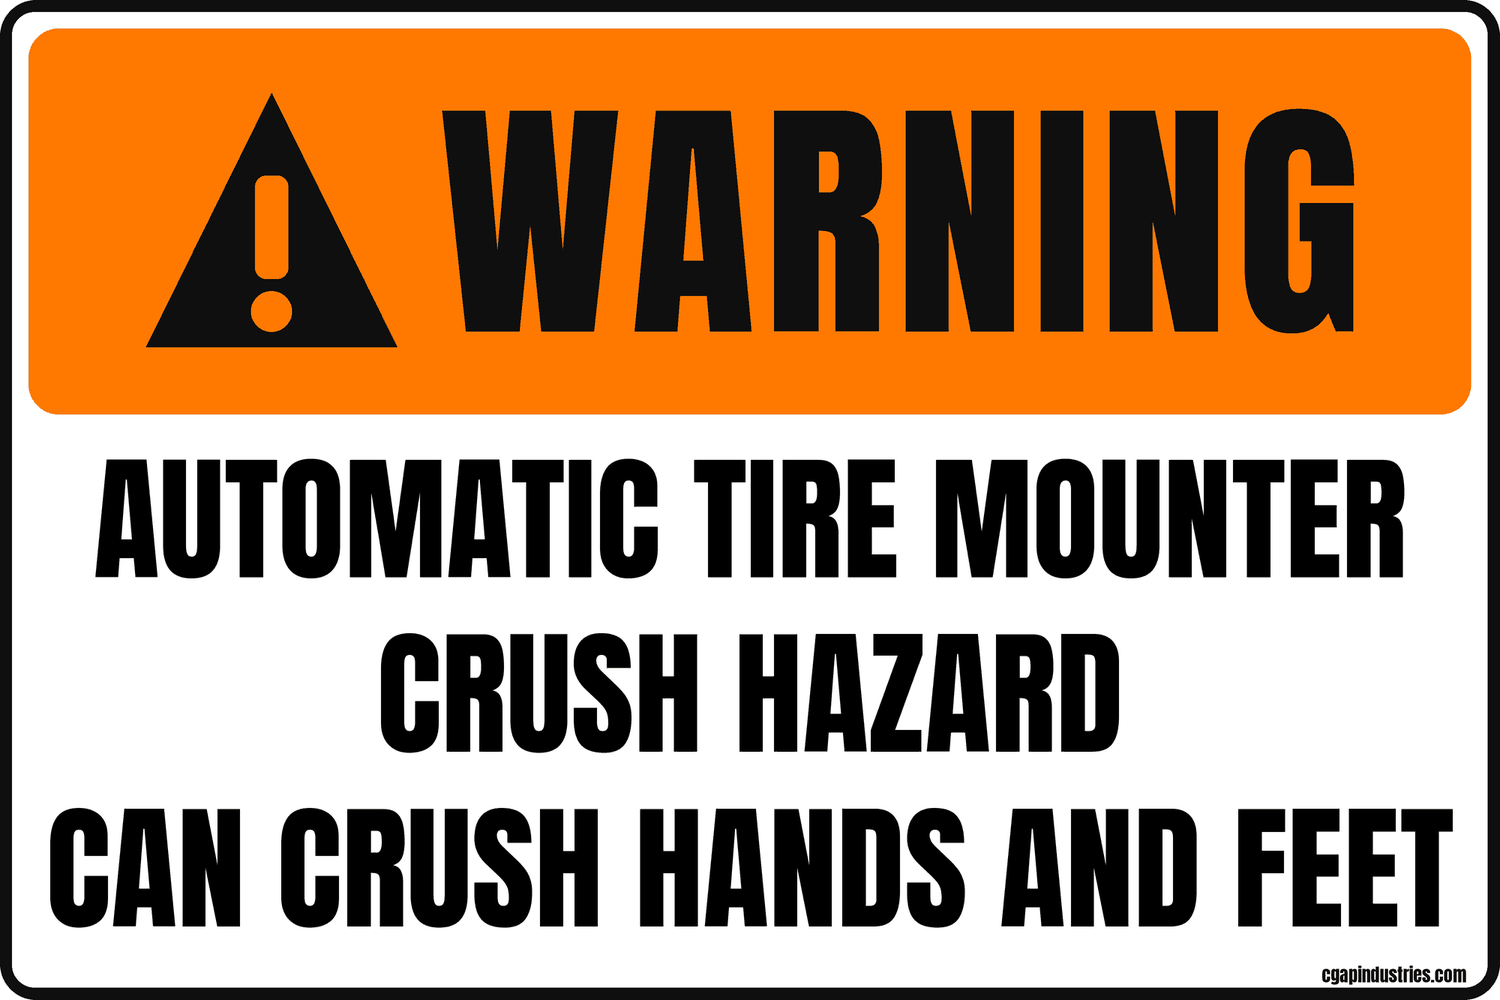 WARNING
AUTOMATIC TIRE MOUNTER
CRUSH HAZARD
CAN CRUSH HANDS AND FEET
cgapindustries.com